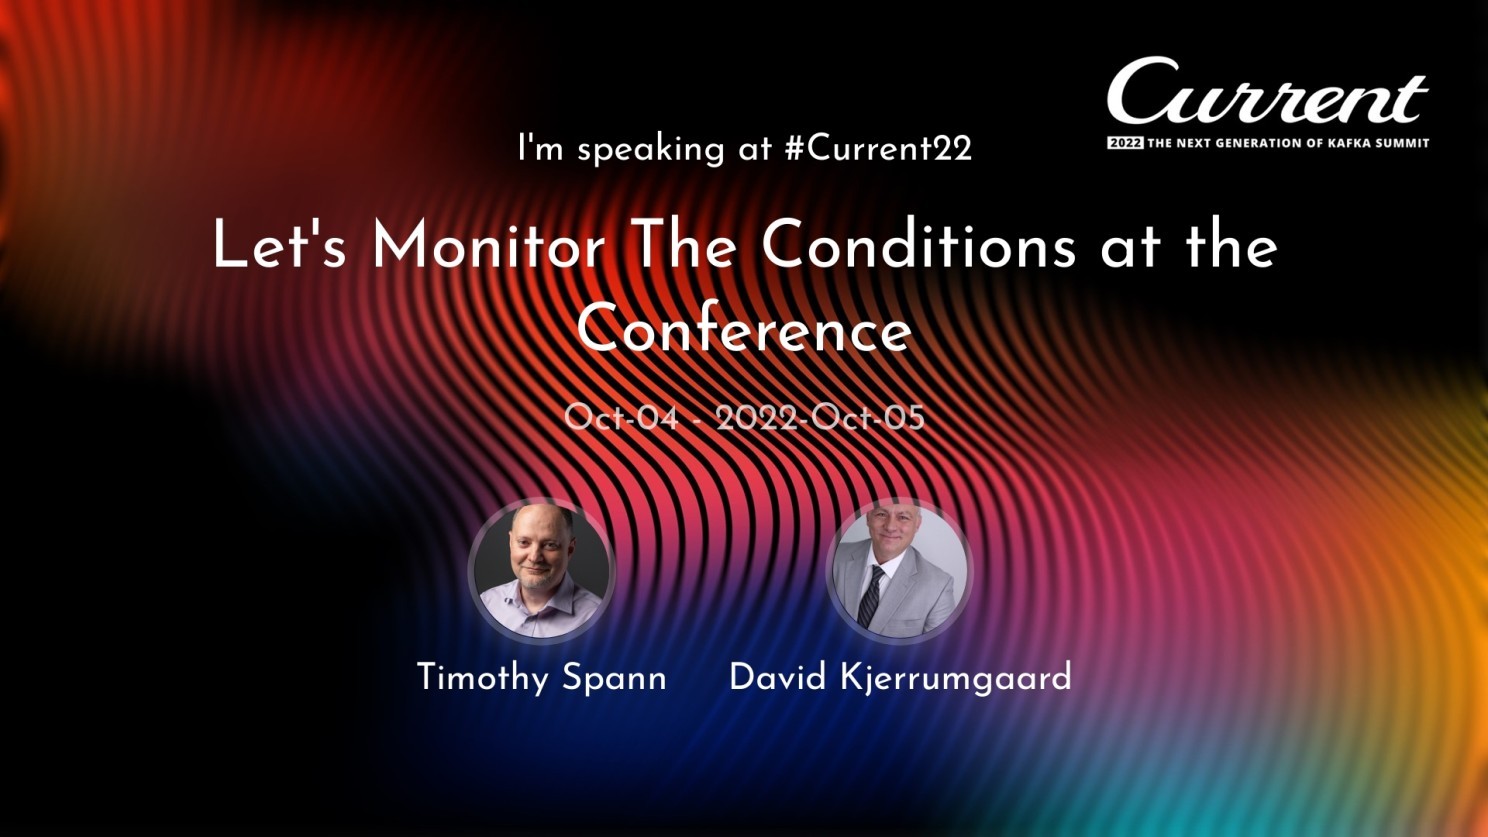 Current
2022 THE NEXT GENERATION OF KAFKA SUMMIT
I'm speaking at #Current22
Let's Monitor The Conditions at the
Conference
Oct-04 - 2022-Oct-05
Timothy Spann
David Kjerrumgaard